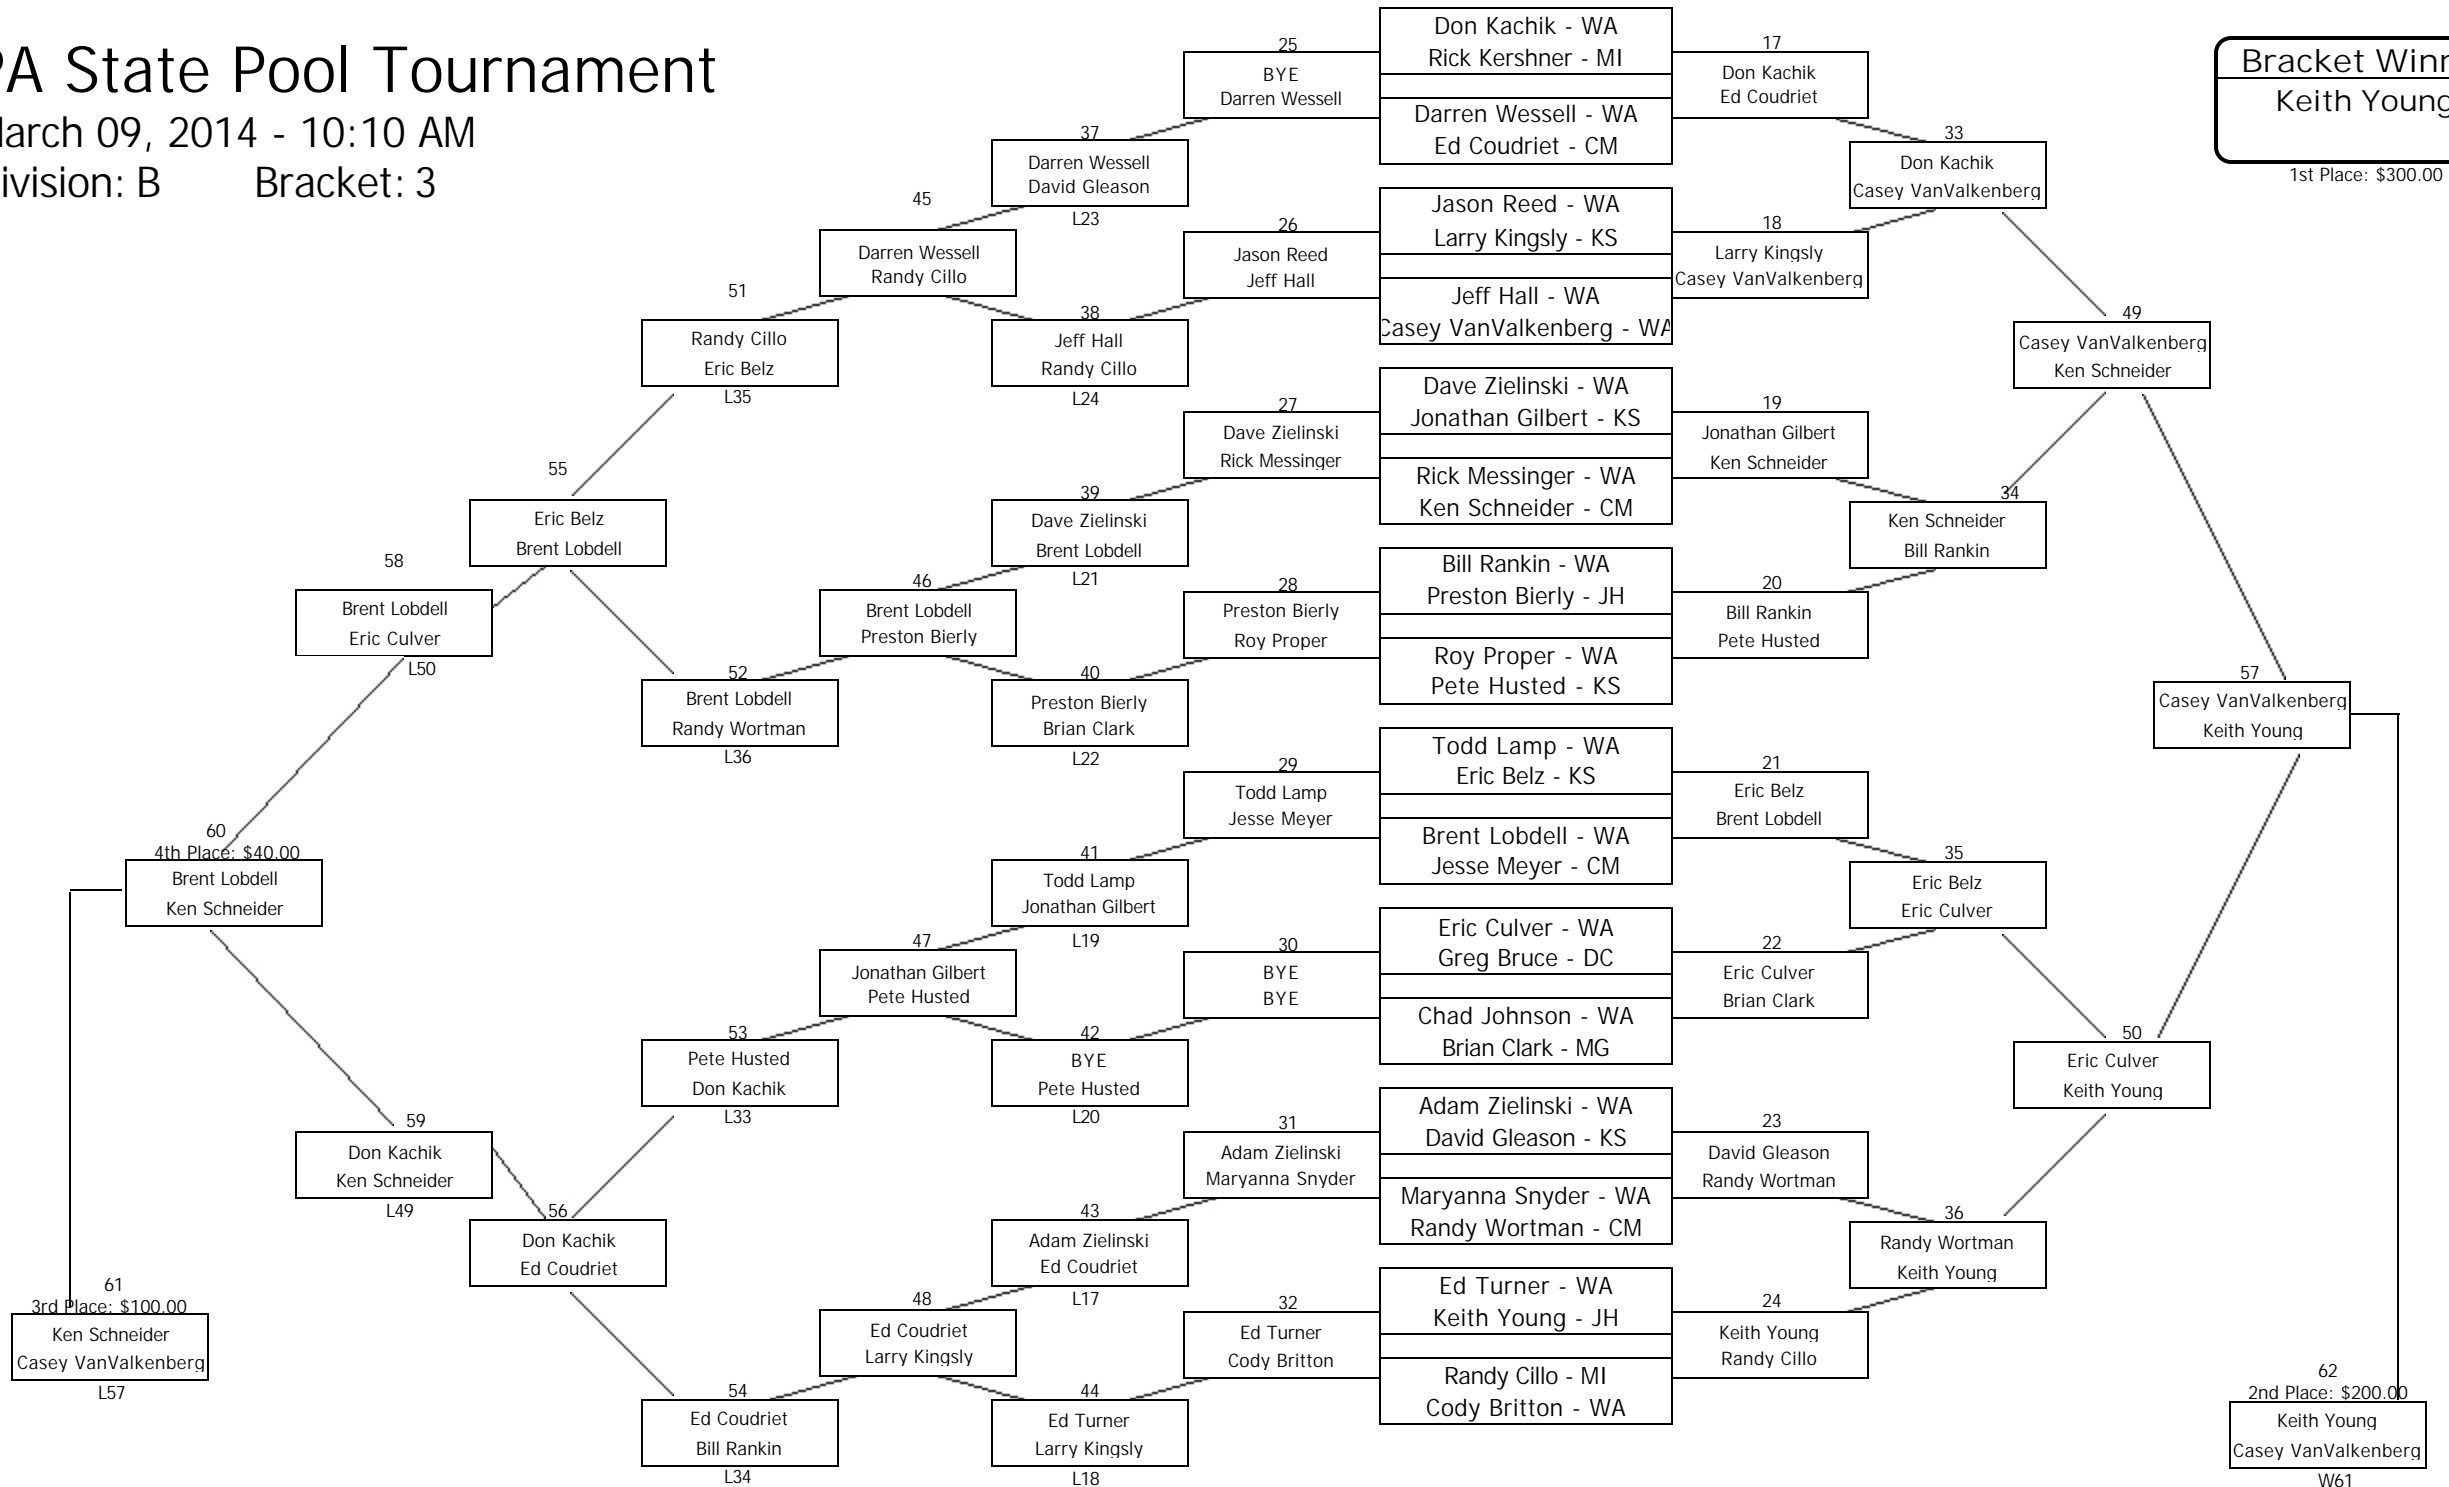 PA State Pool Tournament
March 09, 2014 - 10:10 AM
ivision: B Bracket: 3
Bracket Winn
Keith Young
1st Place: $300.00
60
4th Place: $40.00
Brent Lobdell
Ken Schneider
61
3rd Place: $100.00
Ken Schneider
Casey VanValkenberg
L57
58
Brent Lobdell
Eric Culver
L50
59
Don Kachik
Ken Schneider
L49
55
Eric Belz
Brent Lobdell
56
Don Kachik
Ed Coudriet
51
Randy Cillo
Eric Belz
L35
52
Brent Lobdell
Randy Wortman
L36
53
Pete Husted
Don Kachik
L33
54
Ed Coudriet
Bill Rankin
L34
45
Darren Wessell
Randy Cillo
46
Brent Lobdell
Preston Bierly
47
Jonathan Gilbert
Pete Husted
48
Ed Coudriet
Larry Kingsly
37
Darren Wessell
David Gleason
L23
38
Jeff Hall
Randy Cillo
L24
39
Dave Zielinski
Brent Lobdell
L21
40
Preston Bierly
Brian Clark
L22
41
Todd Lamp
Jonathan Gilbert
L19
42
BYE
Pete Husted
L20
43
Adam Zielinski
Ed Coudriet
L17
44
Ed Turner
Larry Kingsly
L18
25
BYE
Darren Wessell
26
Jason Reed
Jeff Hall
27
Dave Zielinski
Rick Messinger
28
Preston Bierly
Roy Proper
29
Todd Lamp
Jesse Meyer
30
BYE
BYE
31
Adam Zielinski
Maryanna Snyder
32
Ed Turner
Cody Britton
Don Kachik - WA
Rick Kershner - MI
Darren Wessell - WA
Ed Coudriet - CM
Jason Reed - WA
Larry Kingsly - KS
Jeff Hall - WA
Casey VanValkenberg - WA
Dave Zielinski - WA
Jonathan Gilbert - KS
Rick Messinger - WA
Ken Schneider - CM
Bill Rankin - WA
Preston Bierly - JH
Roy Proper - WA
Pete Husted - KS
Todd Lamp - WA
Eric Belz - KS
Brent Lobdell - WA
Jesse Meyer - CM
Eric Culver - WA
Greg Bruce - DC
Chad Johnson - WA
Brian Clark - MG
Adam Zielinski - WA
David Gleason - KS
Maryanna Snyder - WA
Randy Wortman - CM
Ed Turner - WA
Keith Young - JH
Randy Cillo - MI
Cody Britton - WA
17
Don Kachik
Ed Coudriet
18
Larry Kingsly
Casey VanValkenberg
19
Jonathan Gilbert
Ken Schneider
20
Bill Rankin
Pete Husted
21
Eric Belz
Brent Lobdell
22
Eric Culver
Brian Clark
23
David Gleason
Randy Wortman
24
Keith Young
Randy Cillo
33
Don Kachik
Casey VanValkenberg
34
Ken Schneider
Bill Rankin
35
Eric Belz
Eric Culver
36
Randy Wortman
Keith Young
49
Casey VanValkenberg
Ken Schneider
50
Eric Culver
Keith Young
57
Casey VanValkenberg
Keith Young
62
2nd Place: $200.00
Keith Young
Casey VanValkenberg
W61